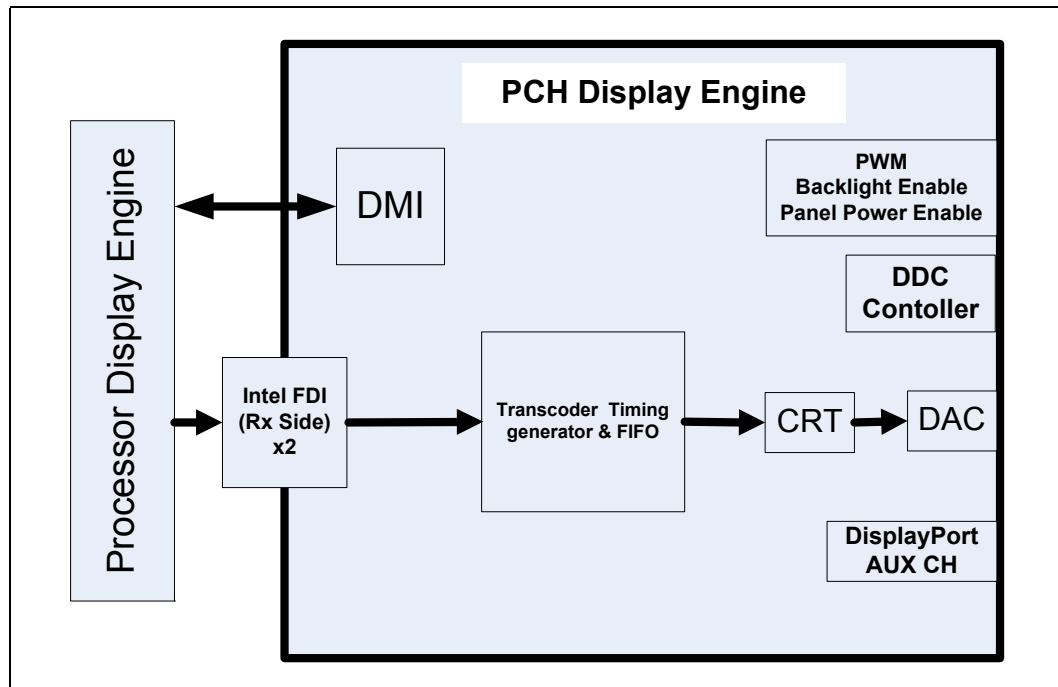 PCH Display Engine
Processor Display Engine
DMI
PWM
Backlight Enable
Panel Power Enable
DDC
Contoller
Intel FDI
(Rx Side)
x2
Transcoder Timing
generator & FIFO
CRT
DAC
DisplayPort
AUX CH